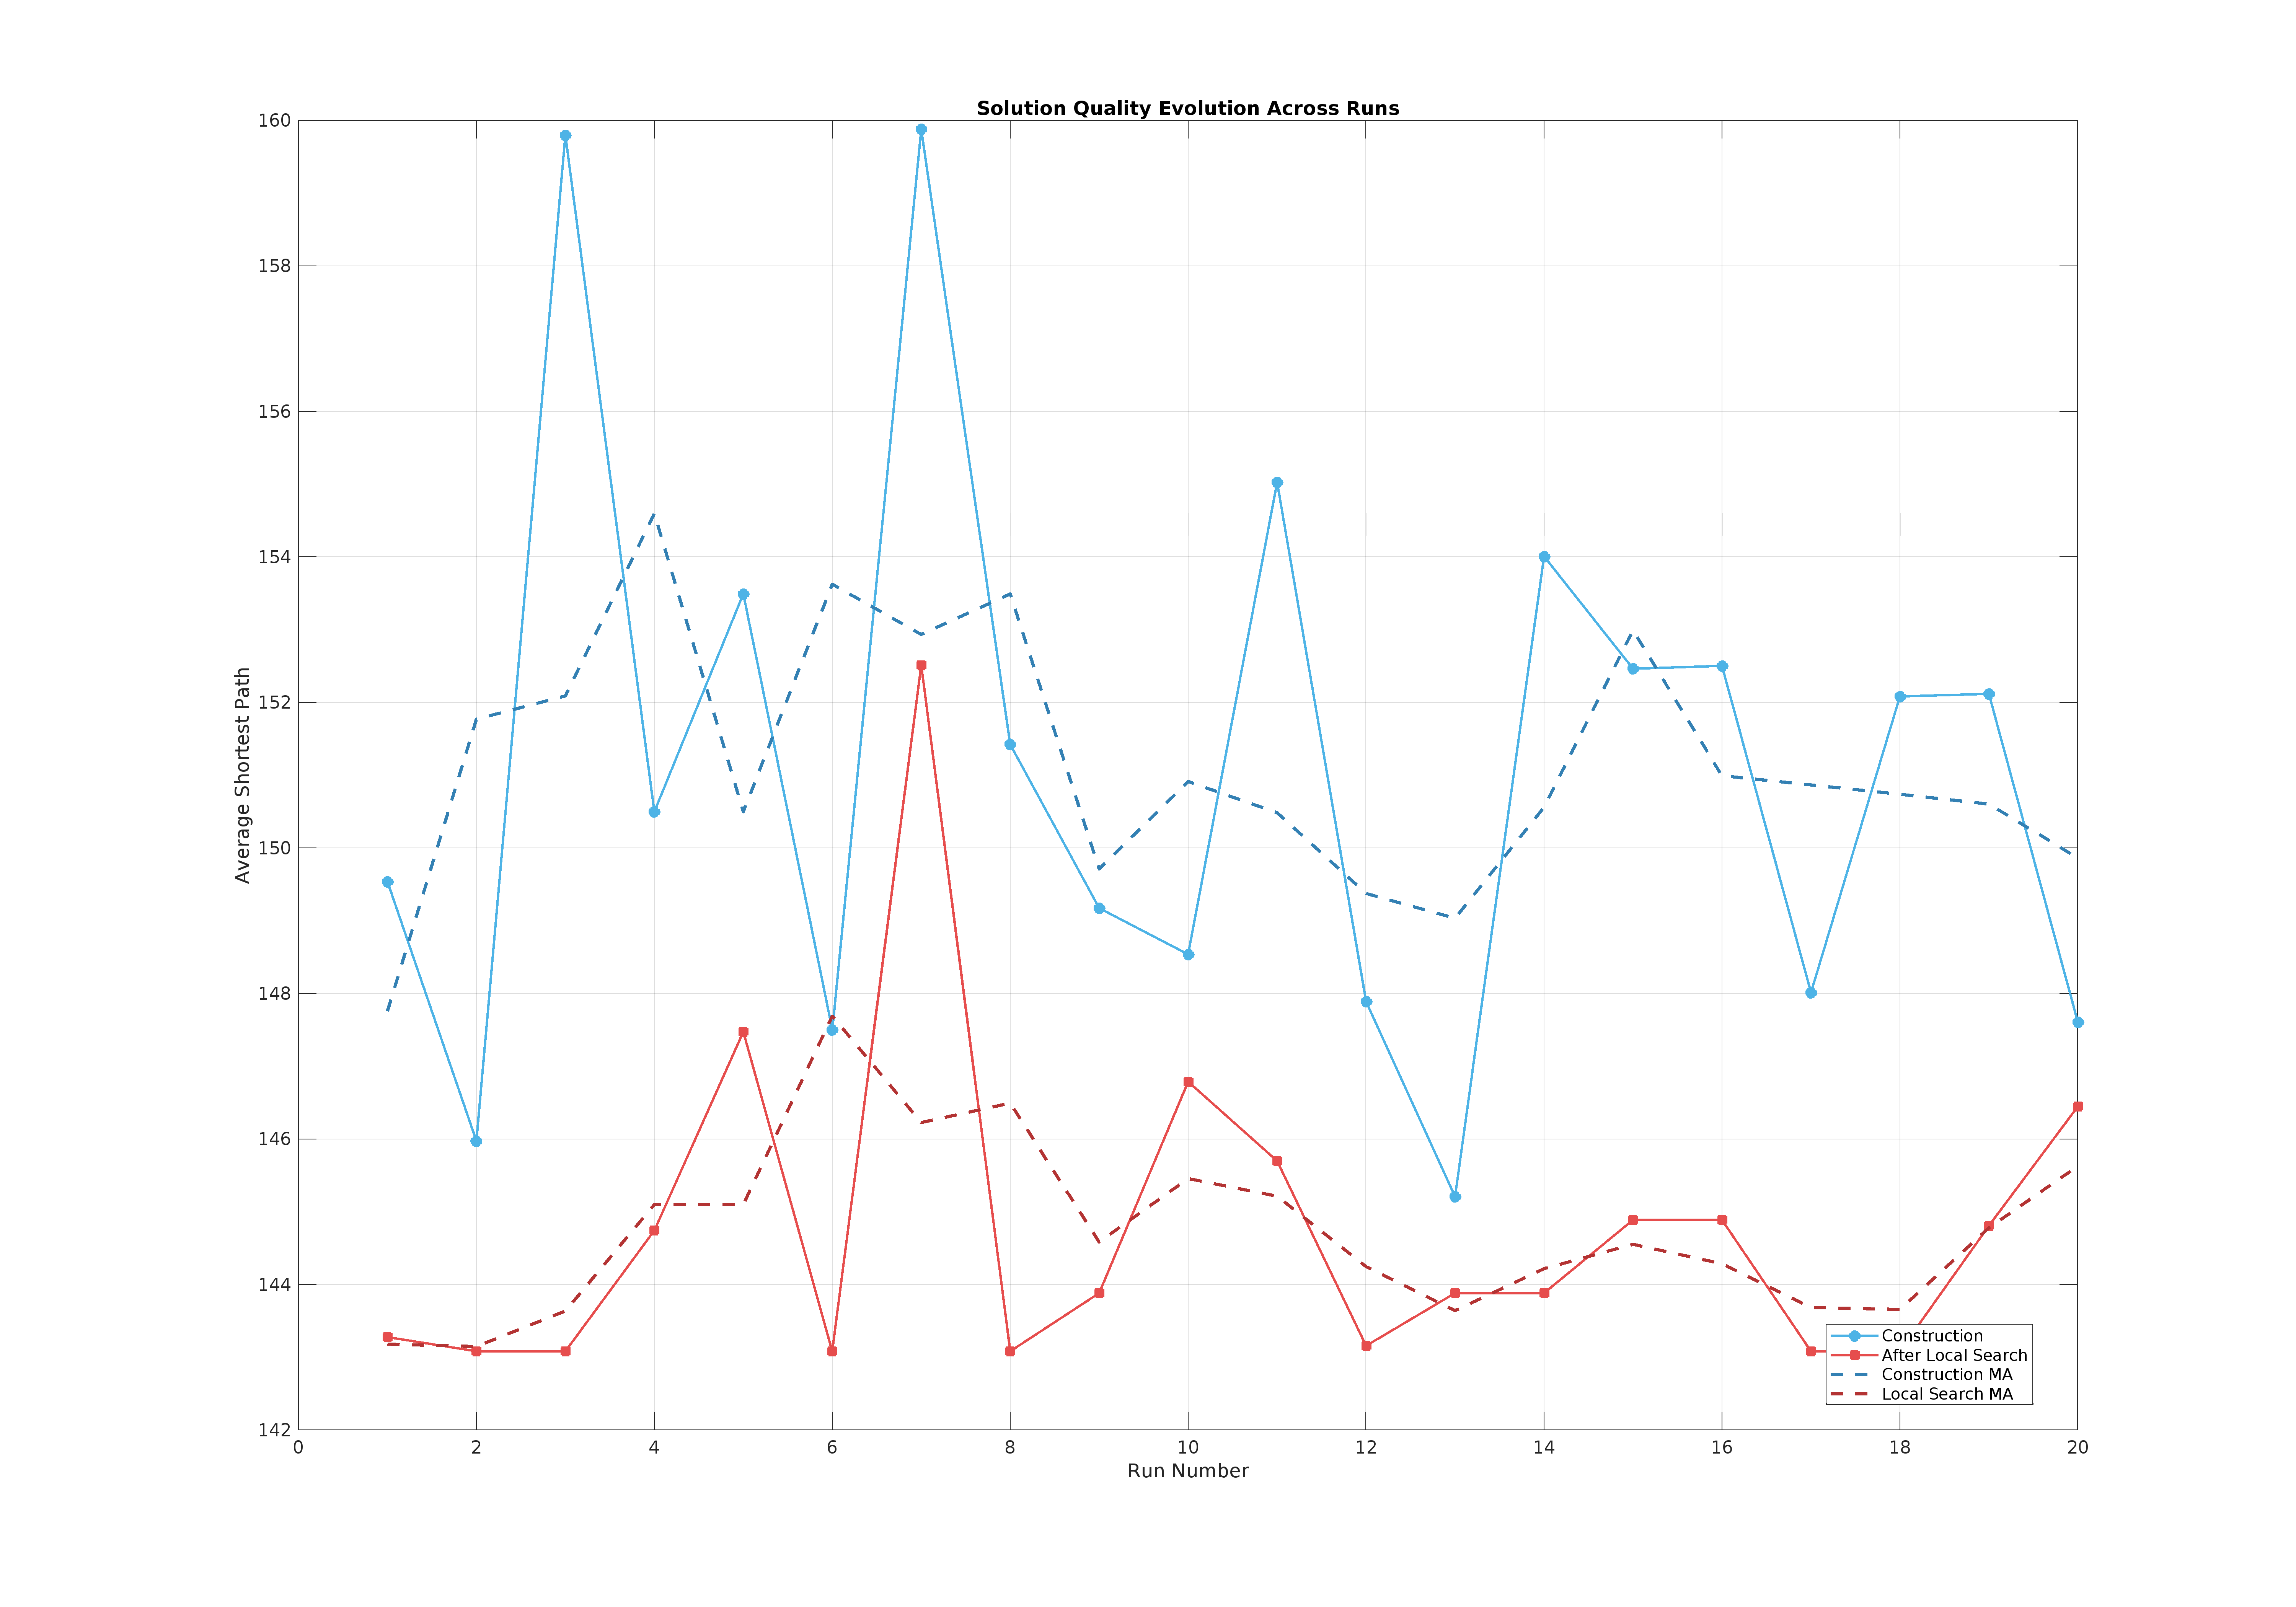 Solution Quality Evolution Across Runs
160
158
156
154
152
150
148
146
144
142
Average Shortest Path
0 2 4 6 8 10 12 14 16 18 20
Run Number
Construction
After Local Search
Construction MA
Local Search MA